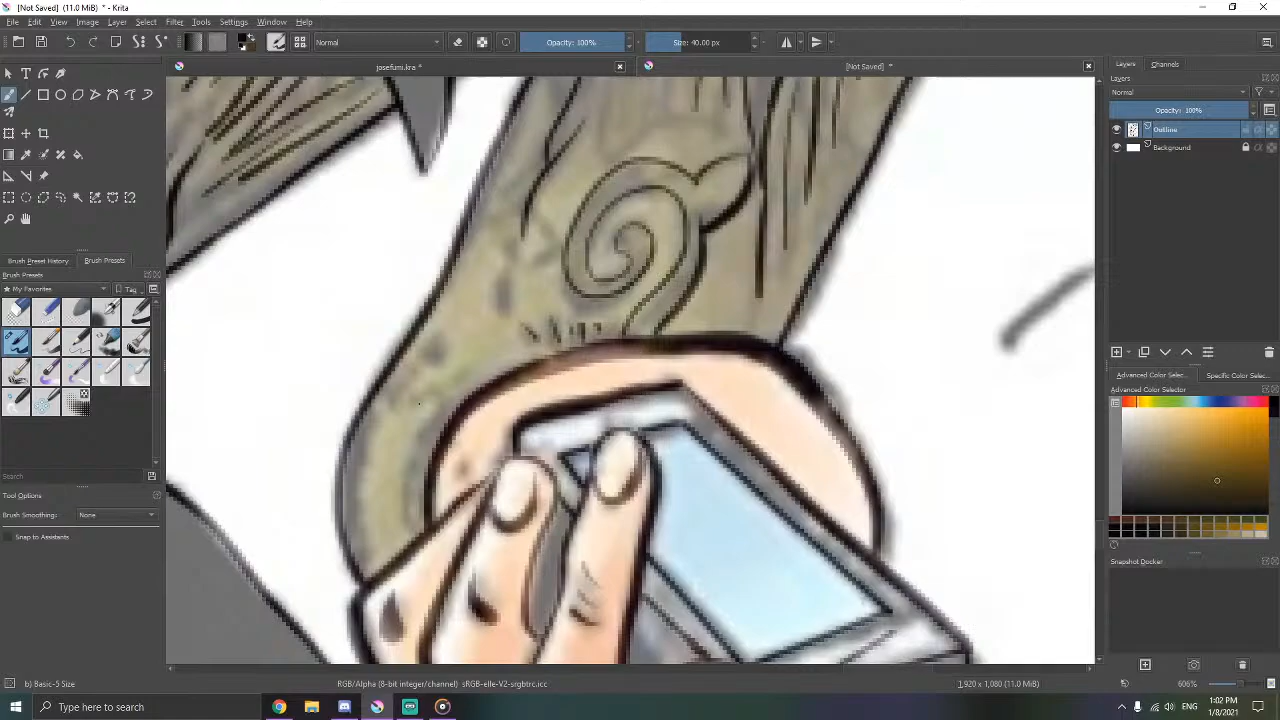 [Not Saved] (11.0 MiB) * - Krita
File Edit View Image Layer Select Filter Tools Settings Window Help
Normal Opacity: 100% Size: 40.00 px
josefumi.kra * [Not Saved] *
Layers Channels
Layers
Normal
Opacity: 100%
Outline
Background
Brush Preset History Brush Presets
Brush Presets
My Favorites Tag
Search
Tool Options
Brush Smoothing: None
Snap to Assistants
Advanced Color Selec... Specific Color Selec...
Advanced Color Selector
Snapshot Docker
b) Basic-5 Size RGB/Alpha (8-bit integer/channel) sRGB-elle-V2-srgbtrc.icc 1,920 x 1,080 (11.0 MiB) 606%
Type here to search
ENG
1:02 PM
1/8/2021